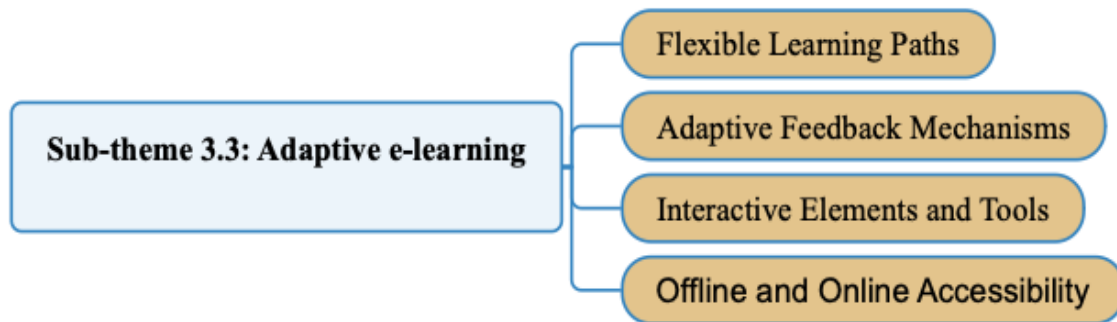 Sub-theme 3.3: Adaptive e-learning
Flexible Learning Paths
Adaptive Feedback Mechanisms
Interactive Elements and Tools
Offline and Online Accessibility